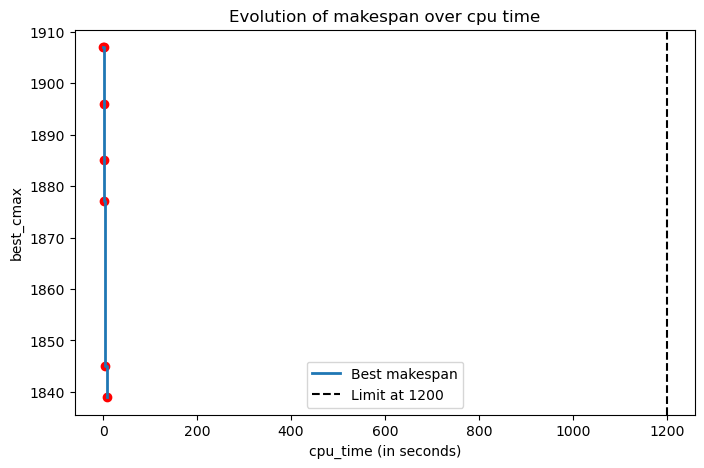 Evolution of makespan over cpu time
best_cmax
1910
1900
1890
1880
1870
1860
1850
1840
Best makespan
Limit at 1200
0 200 400 600 800 1000 1200
cpu_time (in seconds)